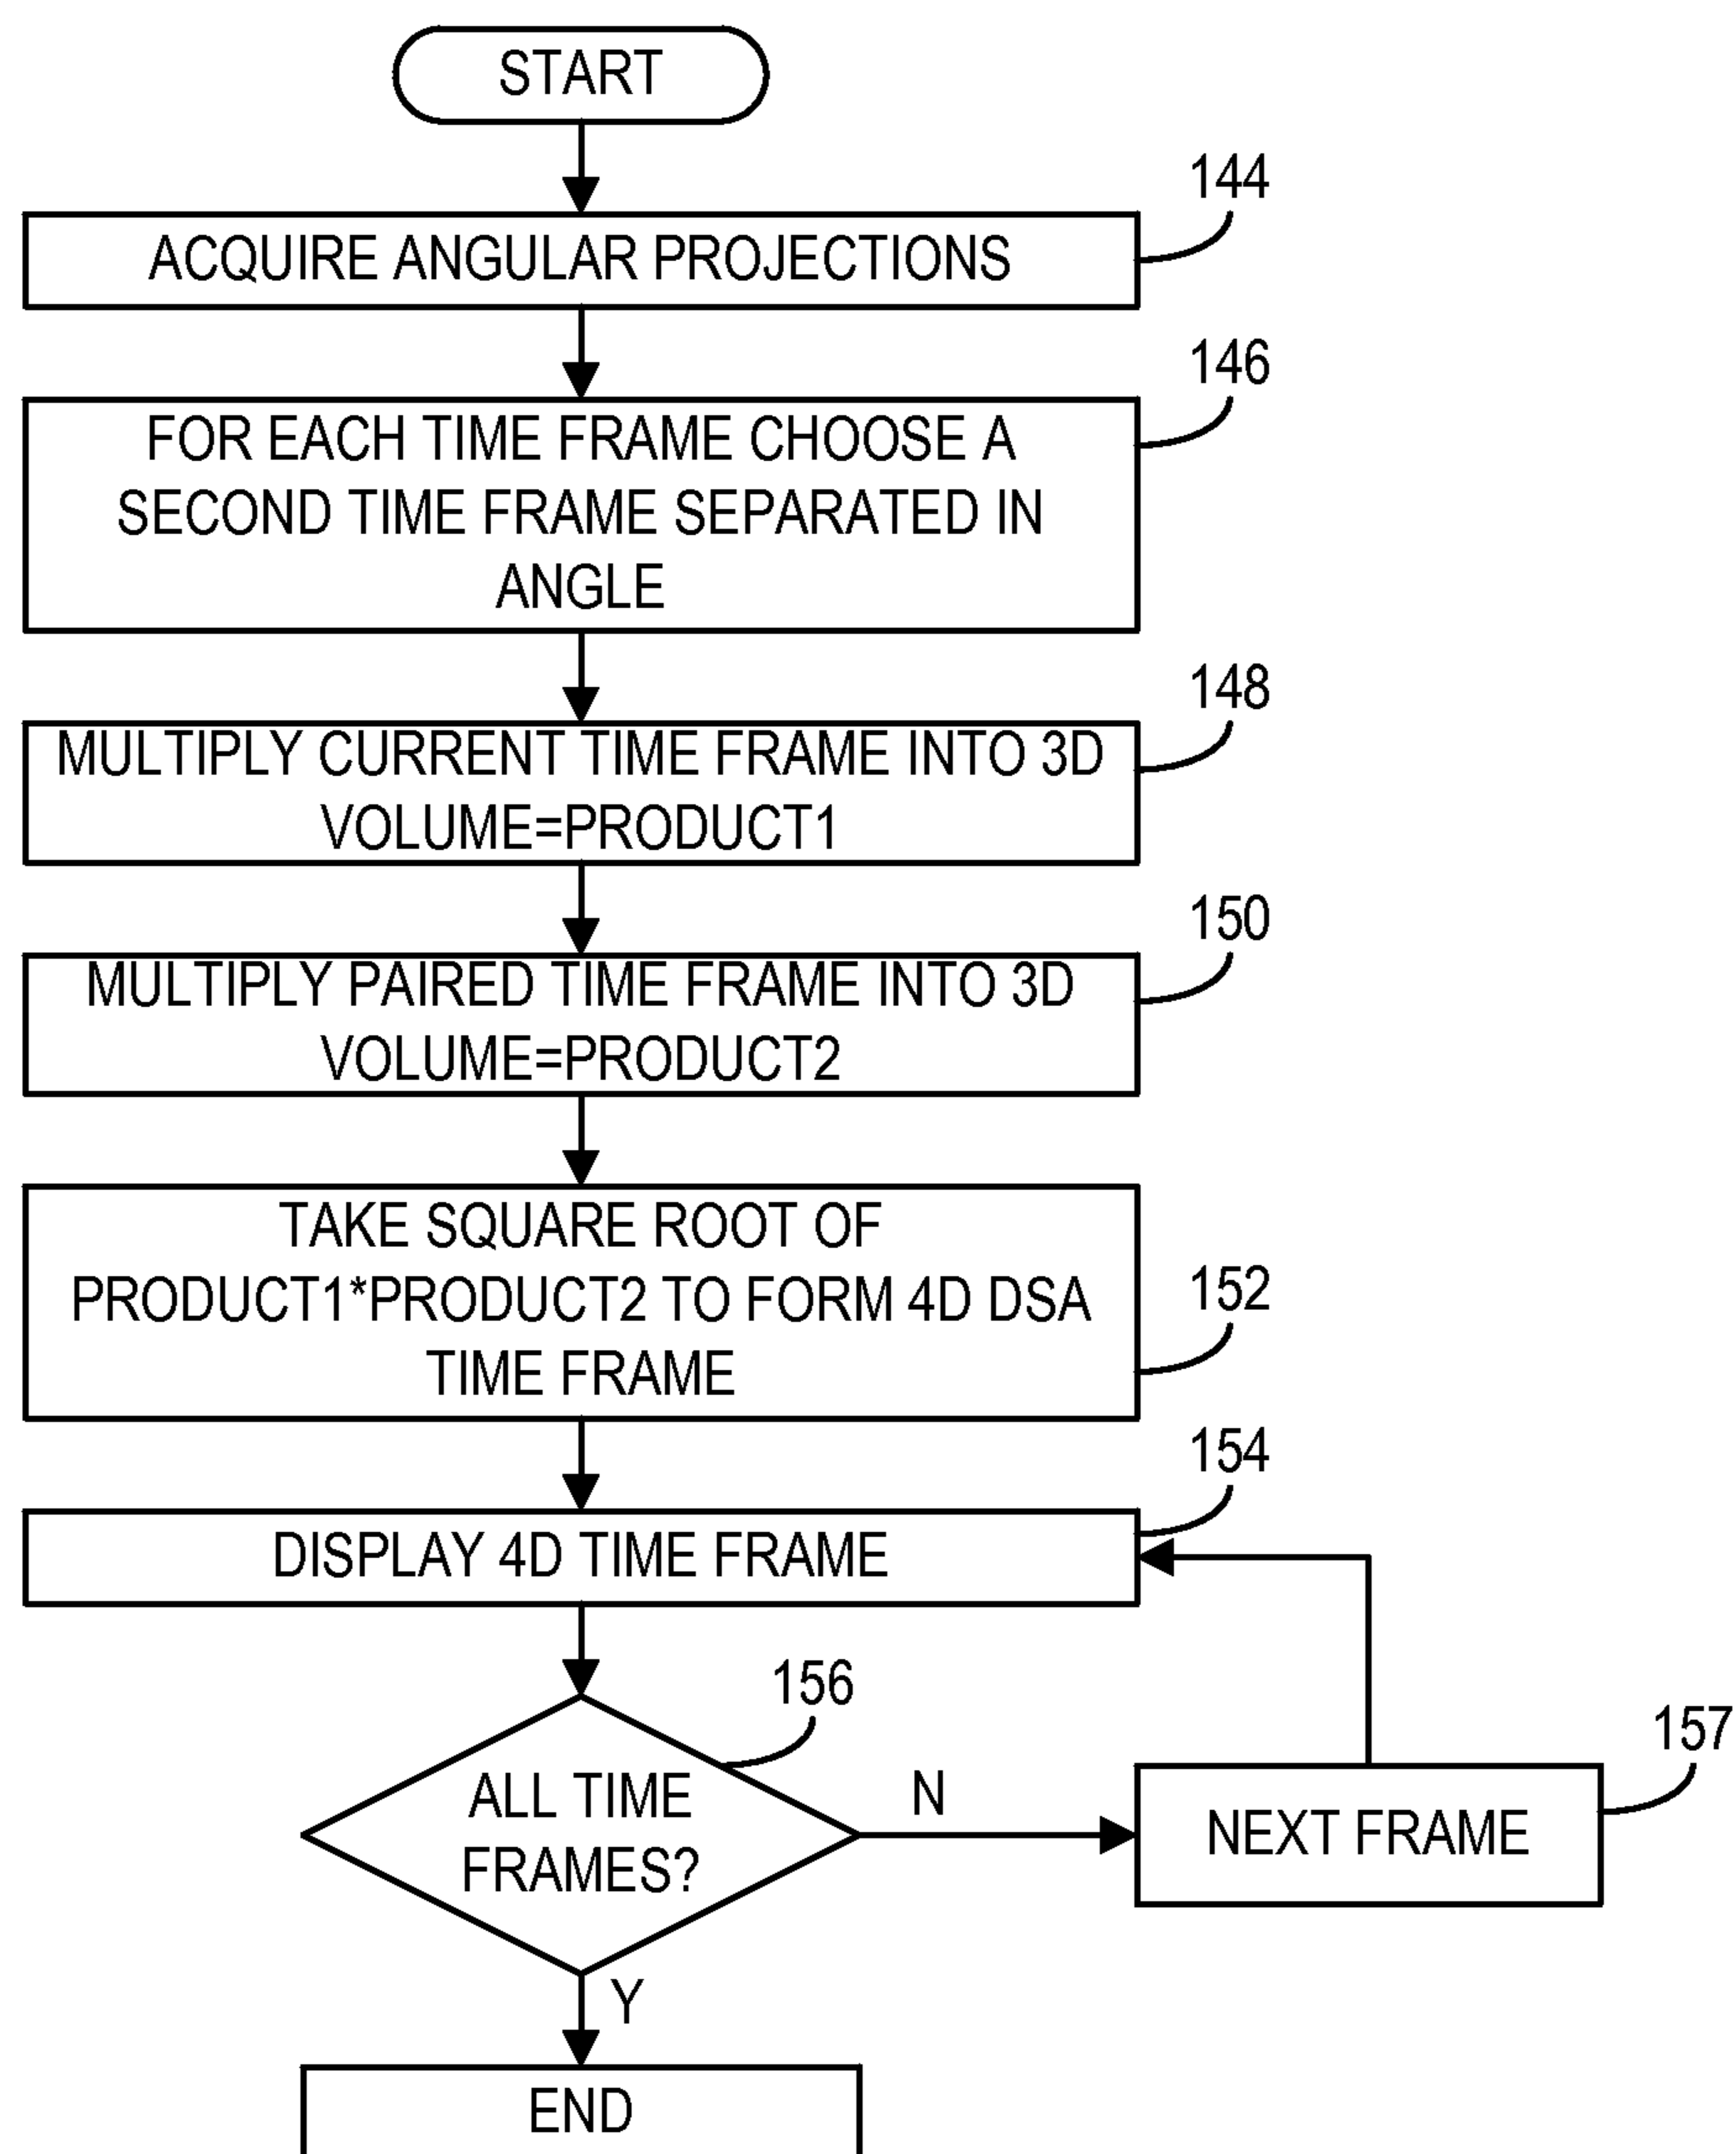 START
144
ACQUIRE ANGULAR PROJECTIONS
146
FOR EACH TIME FRAME CHOOSE A
SECOND TIME FRAME SEPARATED IN
ANGLE
148
MULTIPLY CURRENT TIME FRAME INTO 3D
VOLUME=PRODUCT1
150
MULTIPLY PAIRED TIME FRAME INTO 3D
VOLUME=PRODUCT2
TAKE SQUARE ROOT OF
PRODUCT1*PRODUCT2 TO FORM 4D DSA
TIME FRAME
152
154
DISPLAY 4D TIME FRAME
156
ALL TIME
FRAMES?
N
157
NEXT FRAME
Y
END